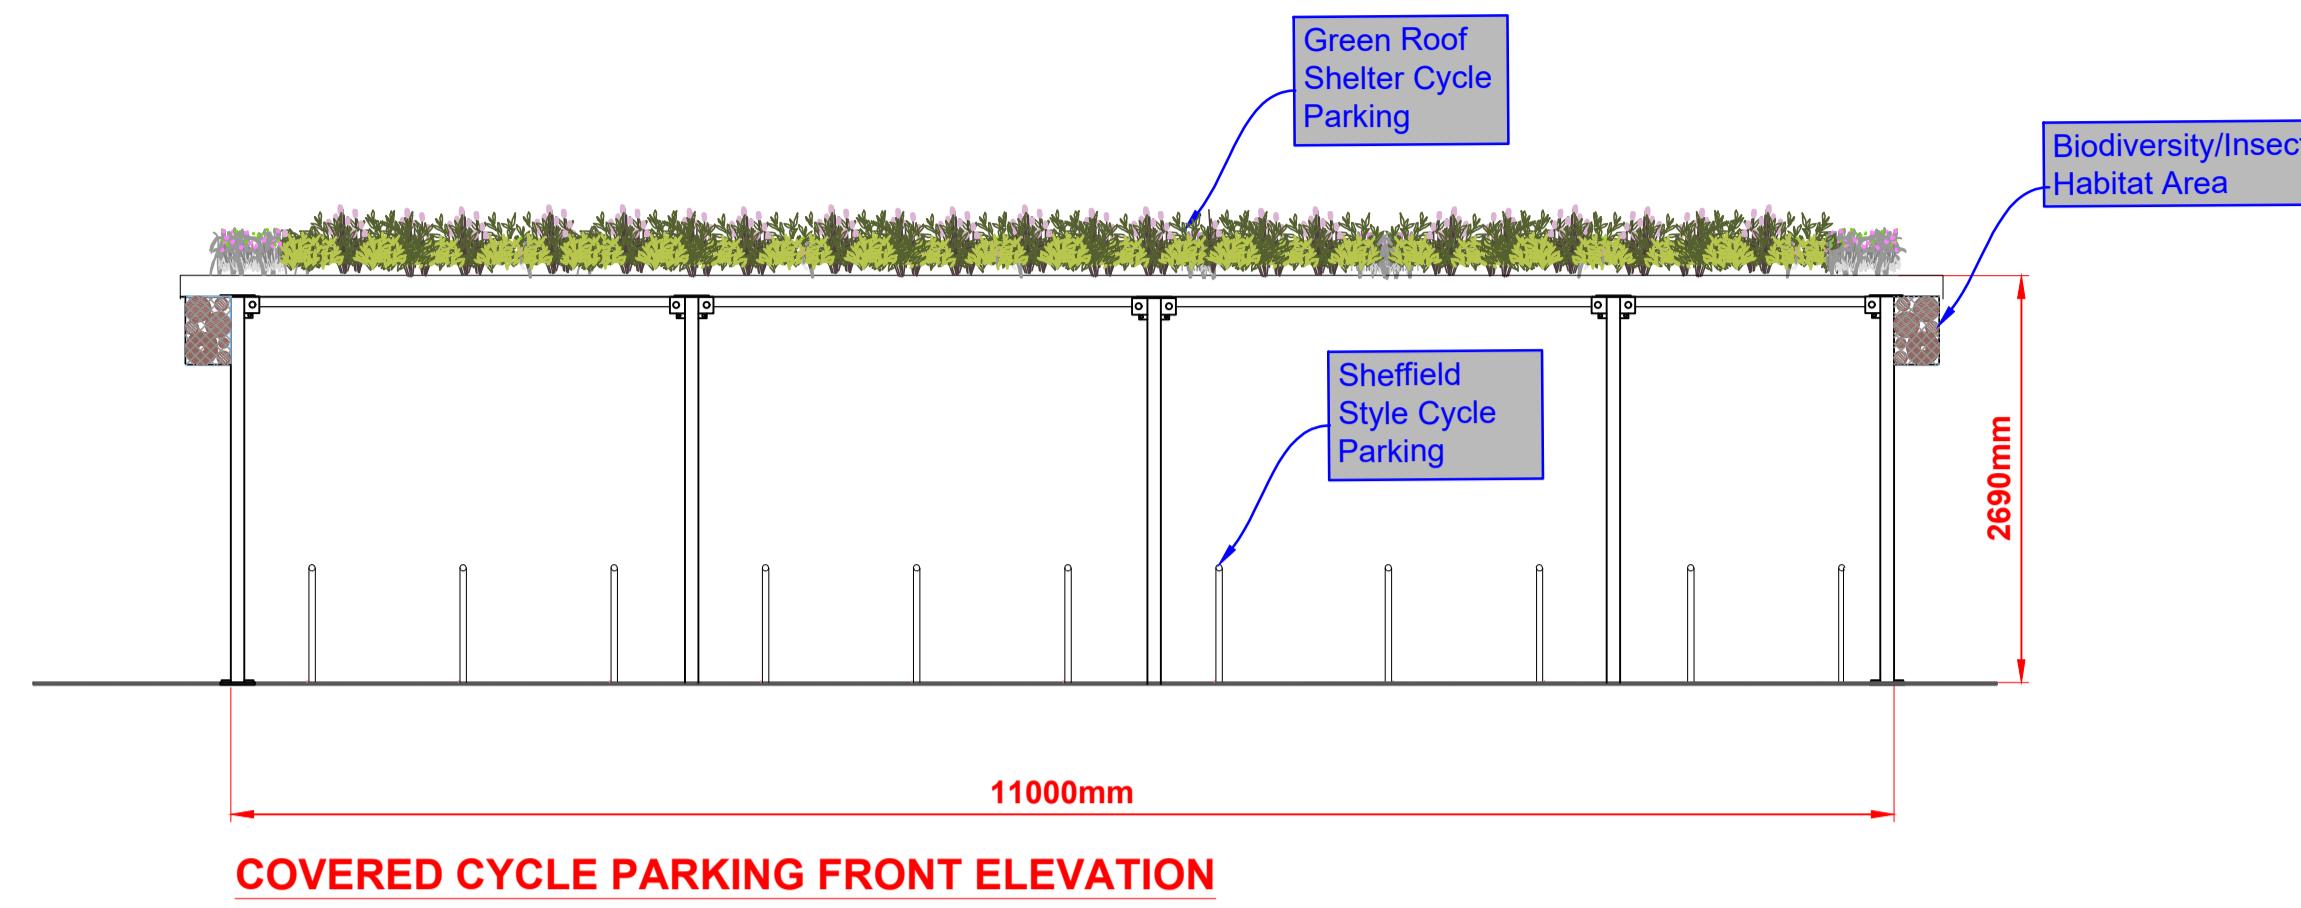 Green Roof
Shelter Cycle
Parking
Biodiversity/Insect
Habitat Area
Sheffield
Style Cycle
Parking
2690mm
11000mm
COVERED CYCLE PARKING FRONT ELEVATION